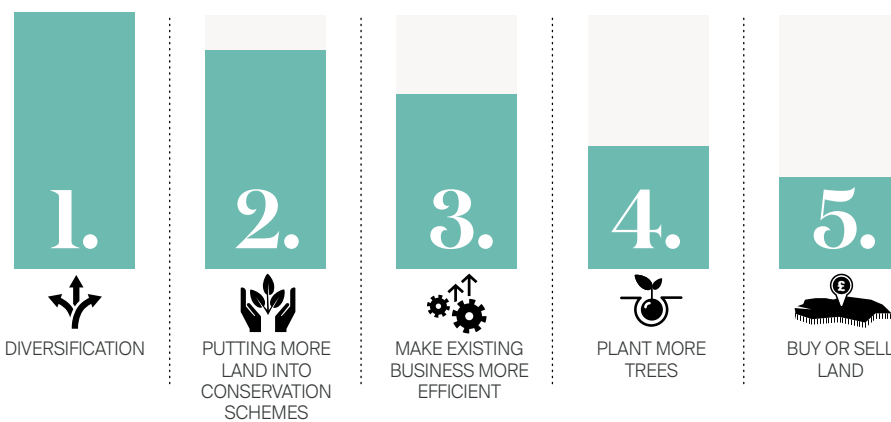 1.
2.
3.
4.
5.
£
DIVERSIFICATION
PUTTING MORE
LAND INTO
CONSERVATION
SCHEMES
MAKE EXISTING
BUSINESS MORE
EFFICIENT
PLANT MORE
TREES
BUY OR SELL
LAND